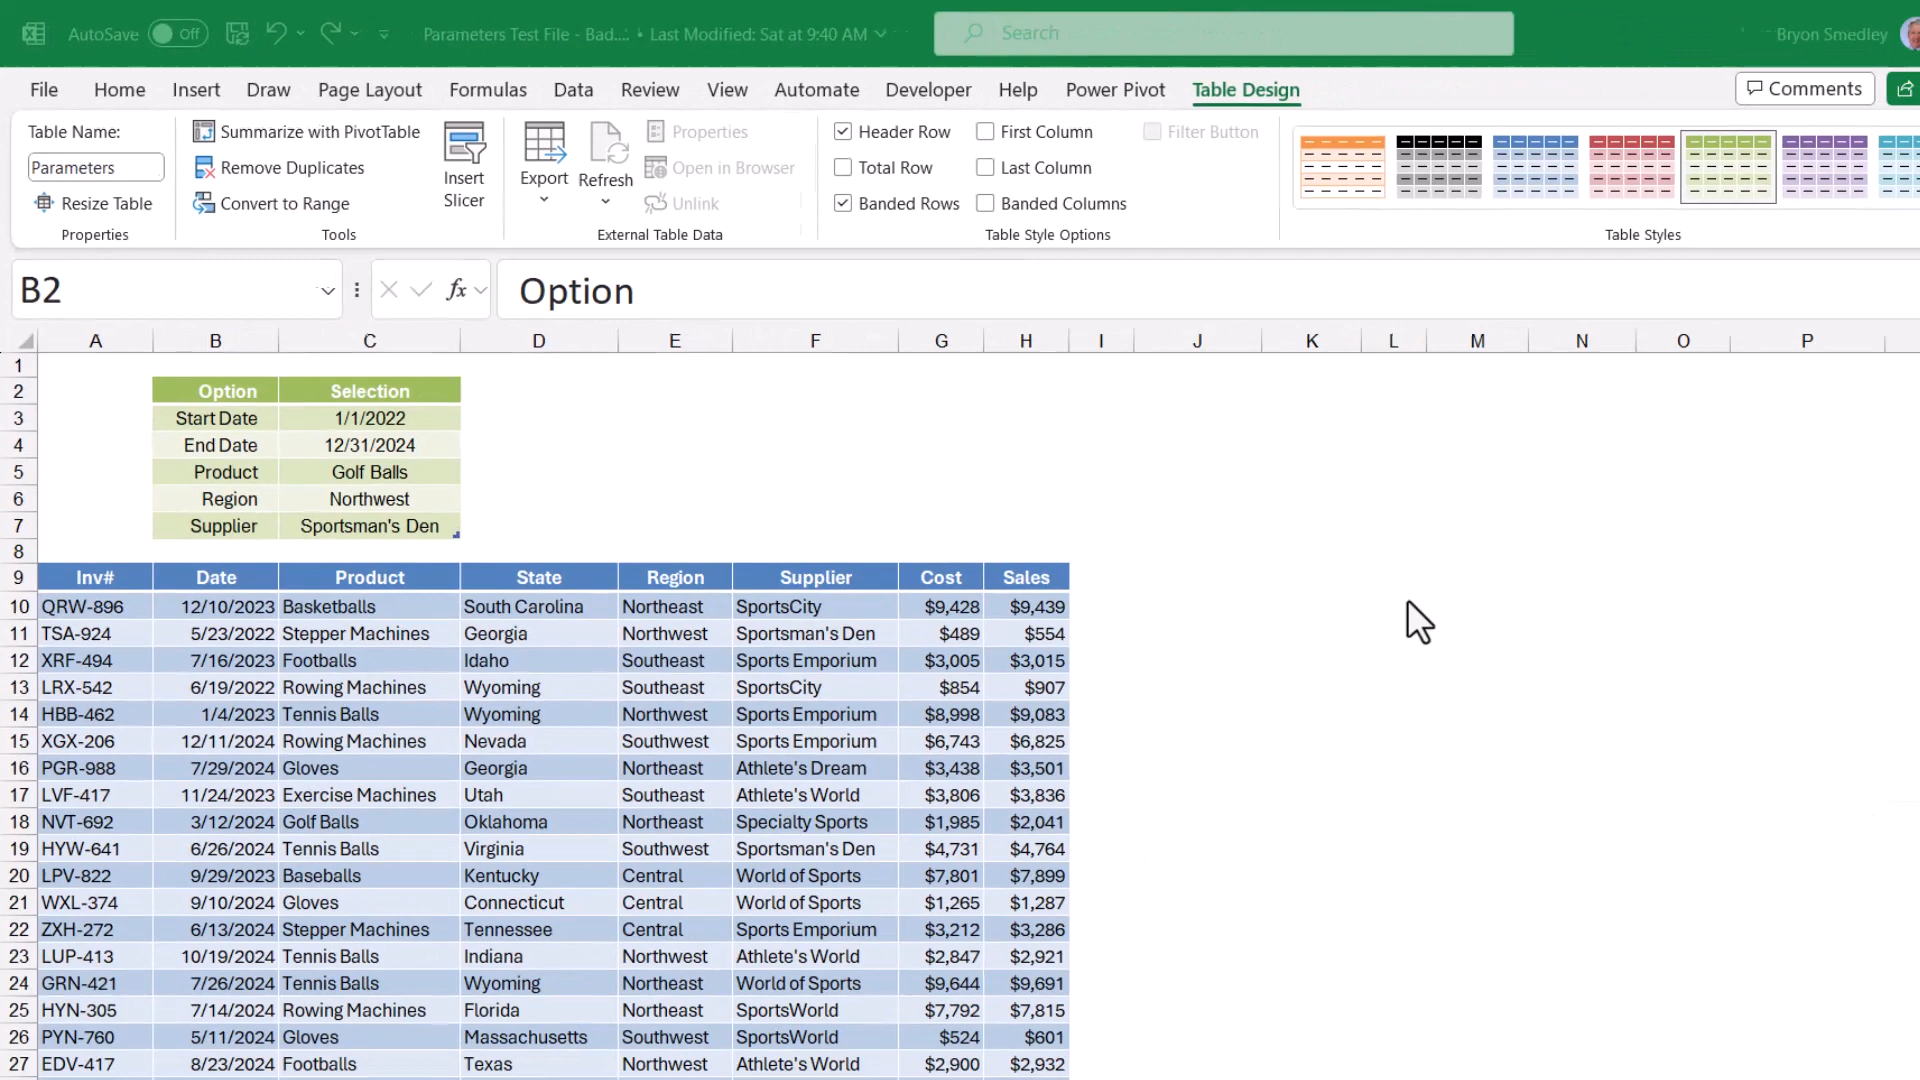 AutoSave Off Parameters Test File - Bad.... • Last Modified: Sat at 9:40 AM Search Bryon Smedley
File Home Insert Draw Page Layout Formulas Data Review View Automate Developer Help Power Pivot Table Design Comments
Table Name: Summarize with PivotTable Properties Header Row First Column Filter Button
Parameters Remove Duplicates Insert Slicer Export Refresh Open in Browser Total Row Last Column
Resize Table Convert to Range Unlink Banded Rows Banded Columns
Properties Tools External Table Data Table Style Options Table Styles
B2 fx Option
A B C D E F G H I J K L M N O P
1
2 Option Selection
3 Start Date 1/1/2022
4 End Date 12/31/2024
5 Product Golf Balls
6 Region Northwest
7 Supplier Sportsman's Den
8
9 Inv# Date Product State Region Supplier Cost Sales
10 QRW-896 12/10/2023 Basketballs South Carolina Northeast SportsCity $9,428 $9,439
11 TSA-924 5/23/2022 Stepper Machines Georgia Northwest Sportsman's Den $489 $554
12 XRF-494 7/16/2023 Footballs Idaho Southeast Sports Emporium $3,005 $3,015
13 LRX-542 6/19/2022 Rowing Machines Wyoming Southeast SportsCity $854 $907
14 HBB-462 1/4/2023 Tennis Balls Wyoming Northwest Sports Emporium $8,998 $9,083
15 XGX-206 12/11/2024 Rowing Machines Nevada Southwest Sports Emporium $6,743 $6,825
16 PGR-988 7/29/2024 Gloves Georgia Northeast Athlete's Dream $3,438 $3,501
17 LVF-417 11/24/2023 Exercise Machines Utah Southeast Athlete's World $3,806 $3,836
18 NVT-692 3/12/2024 Golf Balls Oklahoma Northeast Specialty Sports $1,985 $2,041
19 HYW-641 6/26/2024 Tennis Balls Virginia Southwest Sportsman's Den $4,731 $4,764
20 LPV-822 9/29/2023 Baseballs Kentucky Central World of Sports $7,801 $7,899
21 WXL-374 9/10/2024 Gloves Connecticut Central World of Sports $1,265 $1,287
22 ZXH-272 6/13/2024 Stepper Machines Tennessee Central Sports Emporium $3,212 $3,286
23 LUP-413 10/19/2024 Tennis Balls Indiana Northwest Athlete's World $2,847 $2,921
24 GRN-421 7/26/2024 Tennis Balls Wyoming Northeast World of Sports $9,644 $9,691
25 HYN-305 7/14/2024 Rowing Machines Florida Northeast SportsWorld $7,792 $7,815
26 PYN-760 5/11/2024 Gloves Massachusetts Southwest SportsWorld $524 $601
27 EDV-417 8/23/2024 Footballs Texas Northwest Athlete's World $2,900 $2,932